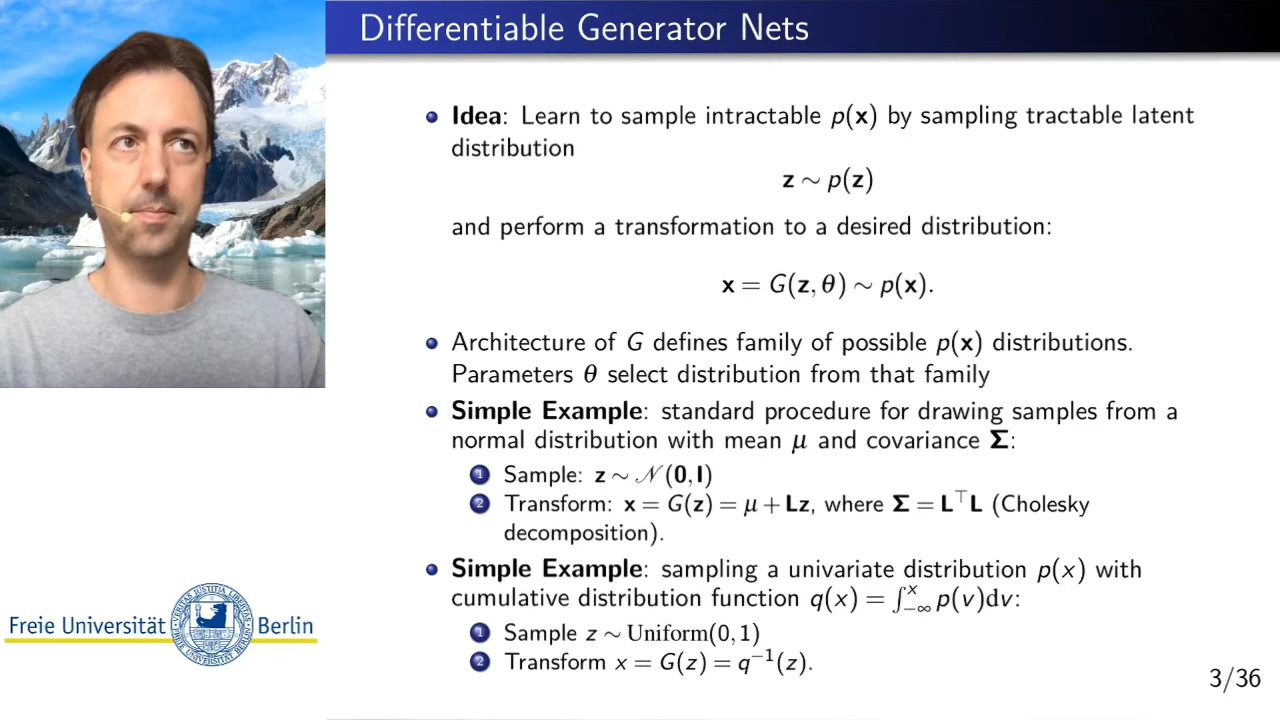 Differentiable Generator Nets
• Idea: Learn to sample intractable p(x) by sampling tractable latent
distribution
z ∼ p(z)
and perform a transformation to a desired distribution:
x = G(z, θ) ∼ p(x).
• Architecture of G defines family of possible p(x) distributions.
Parameters θ select distribution from that family
• Simple Example: standard procedure for drawing samples from a
normal distribution with mean μ and covariance Σ:
1 Sample: z ∼ 𝒩(0, I)
2 Transform: x = G(z) = μ + Lz, where Σ = L⊤L (Cholesky
decomposition).
• Simple Example: sampling a univariate distribution p(x) with
cumulative distribution function q(x) = ∫₋∞ˣ p(v)dv:
1 Sample z ∼ Uniform(0, 1)
2 Transform x = G(z) = q⁻¹(z).
Freie Universität Berlin
3/36